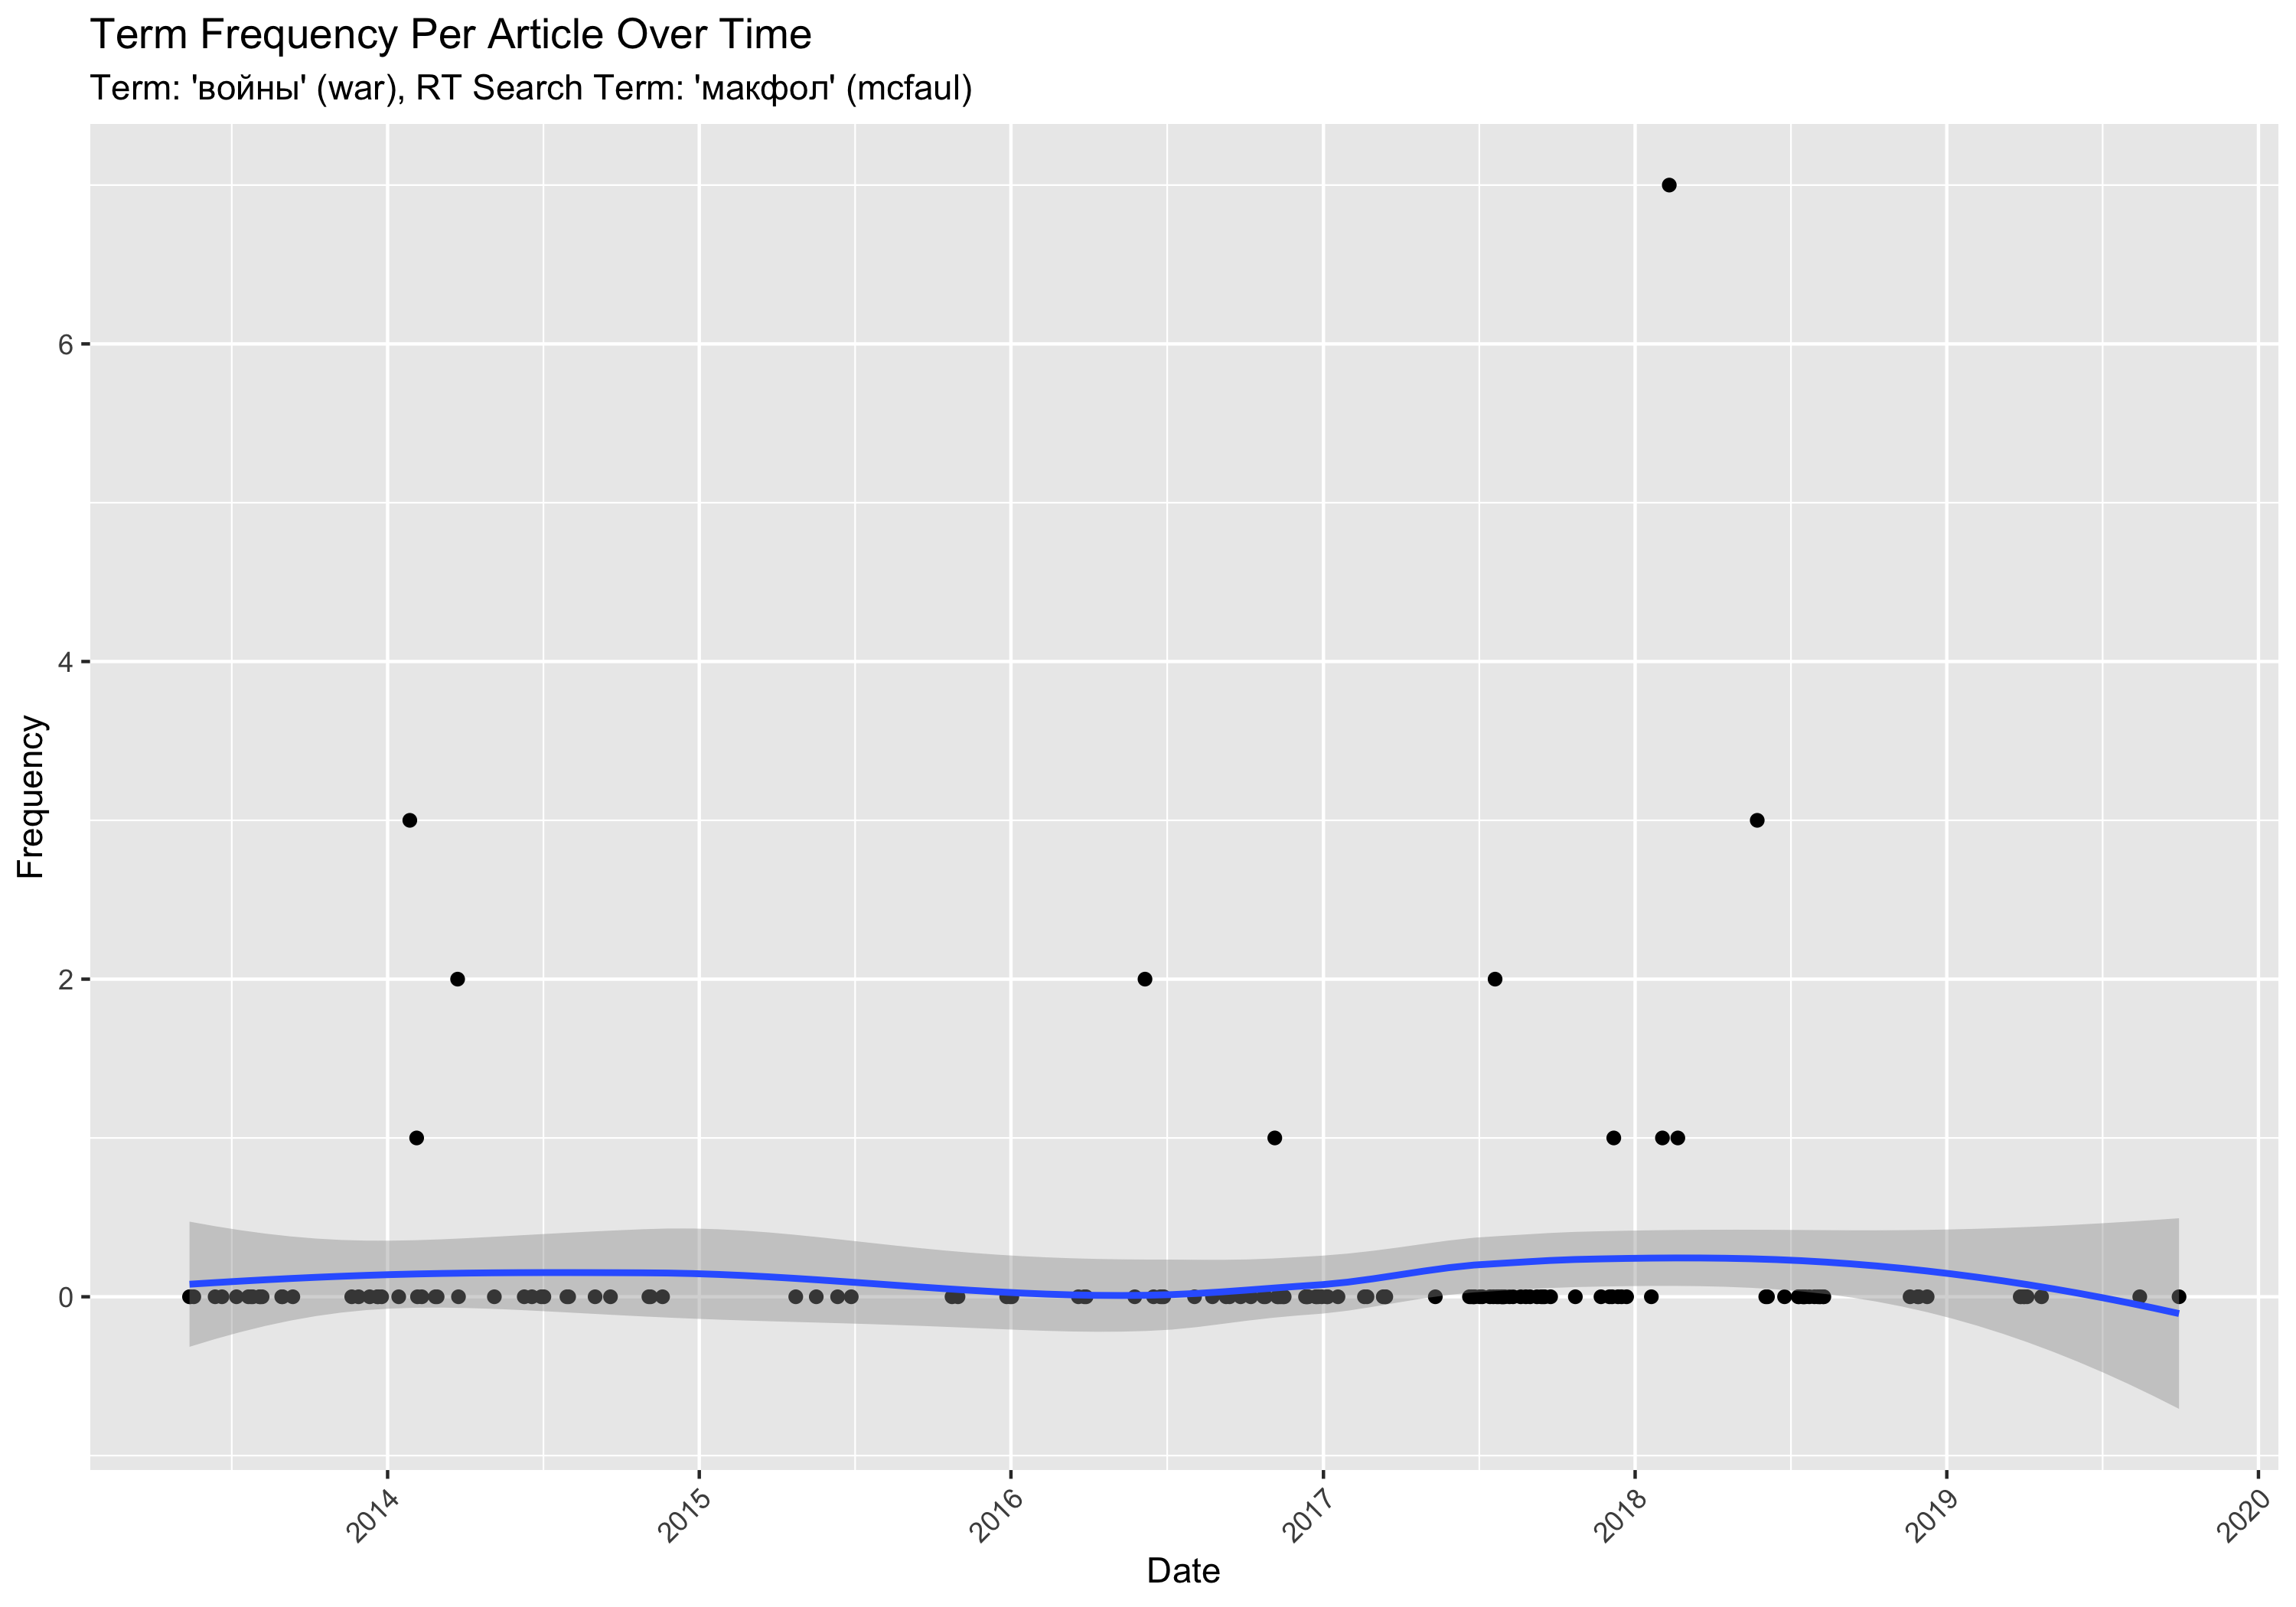 Term Frequency Per Article Over Time
Term: 'войны' (war), RT Search Term: 'макфол' (mcfaul)
Frequency
6
4
2
0
2014
2015
2016
2017
2018
2019
2020
Date